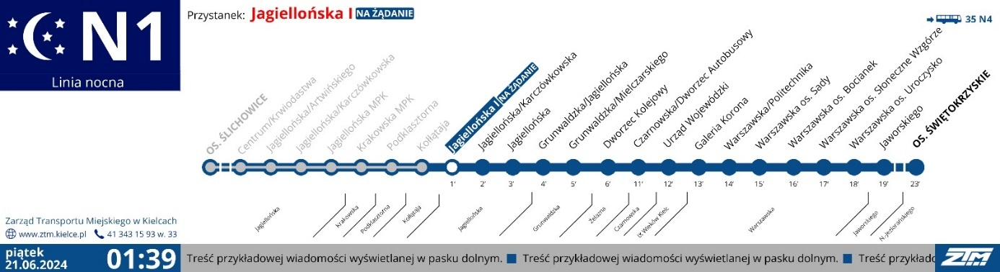 N1
Linia nocna
Przystanek: Jagiellońska I NA ŻĄDANIE
35 N4
OS. ŚLICHOWICE
Centrum/Krwiodastwa
Jagiellońska/Artwińskiego
Jagiellońska/Karczówkowska
Jagiellońska MPK
Krakowska MPK
Podklasztorna
Kołłątaja
Jagiellońska I NA ŻĄDANIE
Jagiellońska/Karczówkowska
Jagiellońska
Grunwaldzka/Jagiellońska
Grunwaldzka/Mielczarskiego
Dworzec Kolejowy
Czarnowska/Dworzec Autobusowy
Urząd Wojewódzki
Galeria Korona
Warszawska/Politechnika
Warszawska os. Sady
Warszawska os. Bocianek
Warszawska os. Słoneczne Wzgórze
Warszawska os. Uroczysko
Jaworskiego
OS. ŚWIĘTOKRZYSKIE
1' 2' 3' 4' 5' 6' 11' 12' 13' 14' 15' 16' 17' 18' 19' 23'
Jagiellońska
Krakowska
Podklasztorna
Kołłątaja
Jagiellońska
Grunwaldzka
Żelazna
Czarnowska
IX Wieków Kielc
Warszawska
Jaworskiego
N.-Jeziorańskiego
Zarząd Transportu Miejskiego w Kielcach
www.ztm.kielce.pl 41 343 15 93 w. 33
piątek
21.06.2024
01:39
Treść przykładowej wiadomości wyświetlanej w pasku dolnym. Treść przykładowej wiadomości wyświetlanej w pasku dolnym. Treść przykłado
ZTM